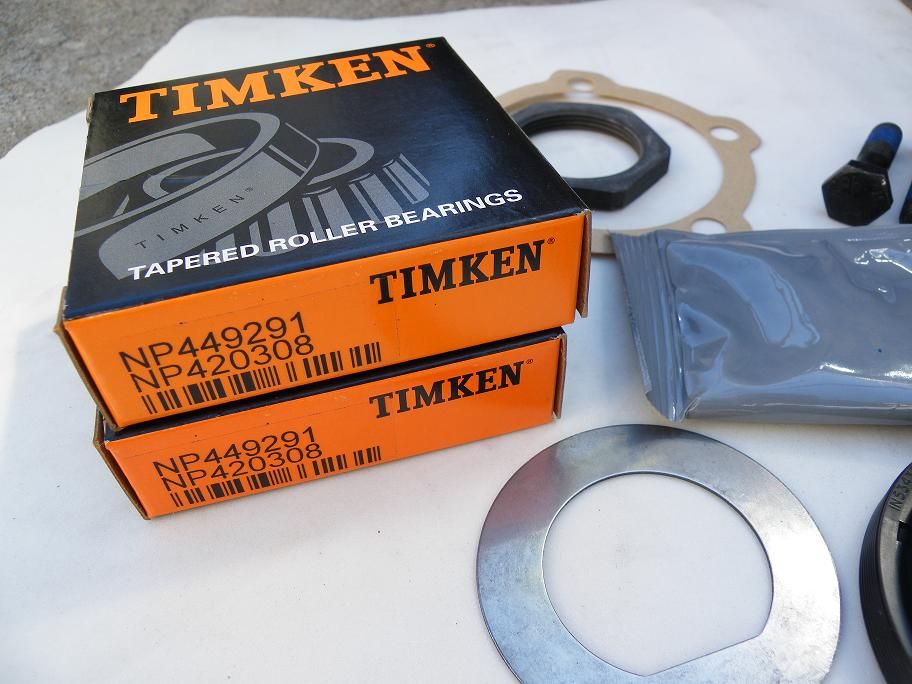 TIMKEN®
TIMKEN®
TAPERED ROLLER BEARINGS
TIMKEN®
NP449291
NP420308
TIMKEN®
NP449291
NP420308